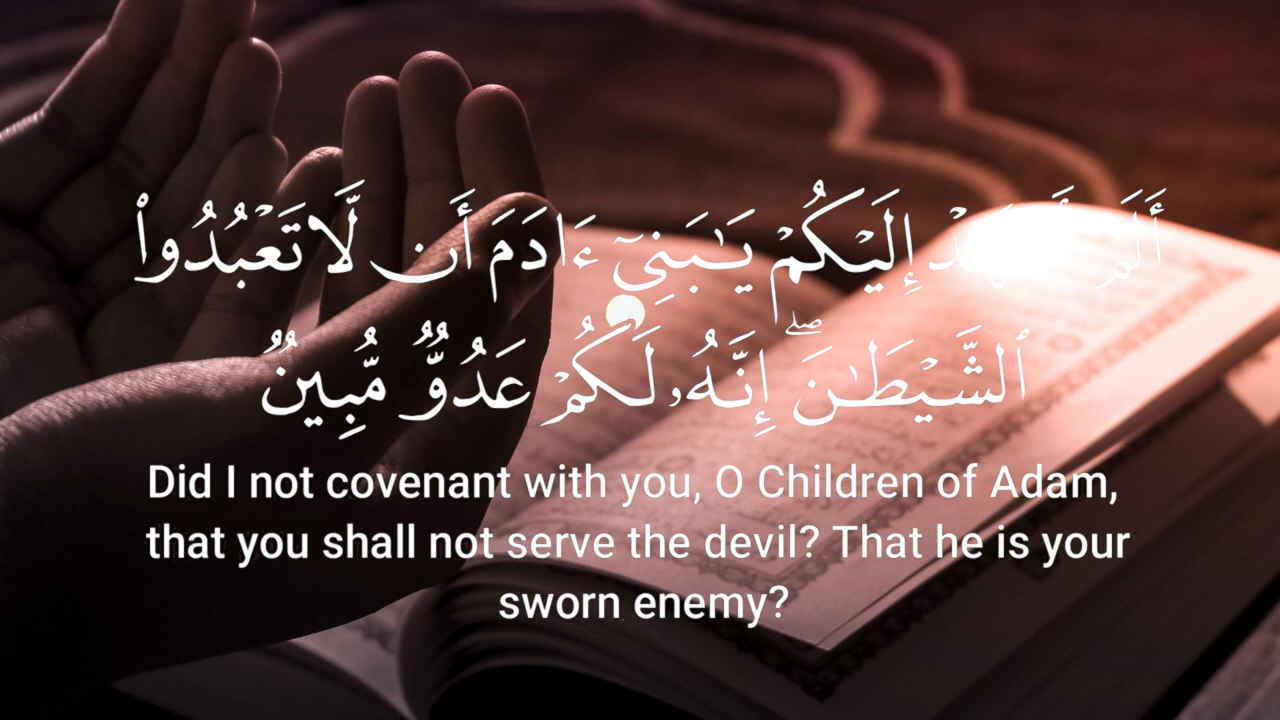 أَلَمْ أَعْهَدْ إِلَيْكُمْ يَـٰبَنِىٓ ءَادَمَ أَن لَّا تَعْبُدُوا۟
ٱلشَّيْطَـٰنَ ۖ إِنَّهُۥ لَكُمْ عَدُوٌّ مُّبِينٌ
Did I not covenant with you, O Children of Adam,
that you shall not serve the devil? That he is your
sworn enemy?